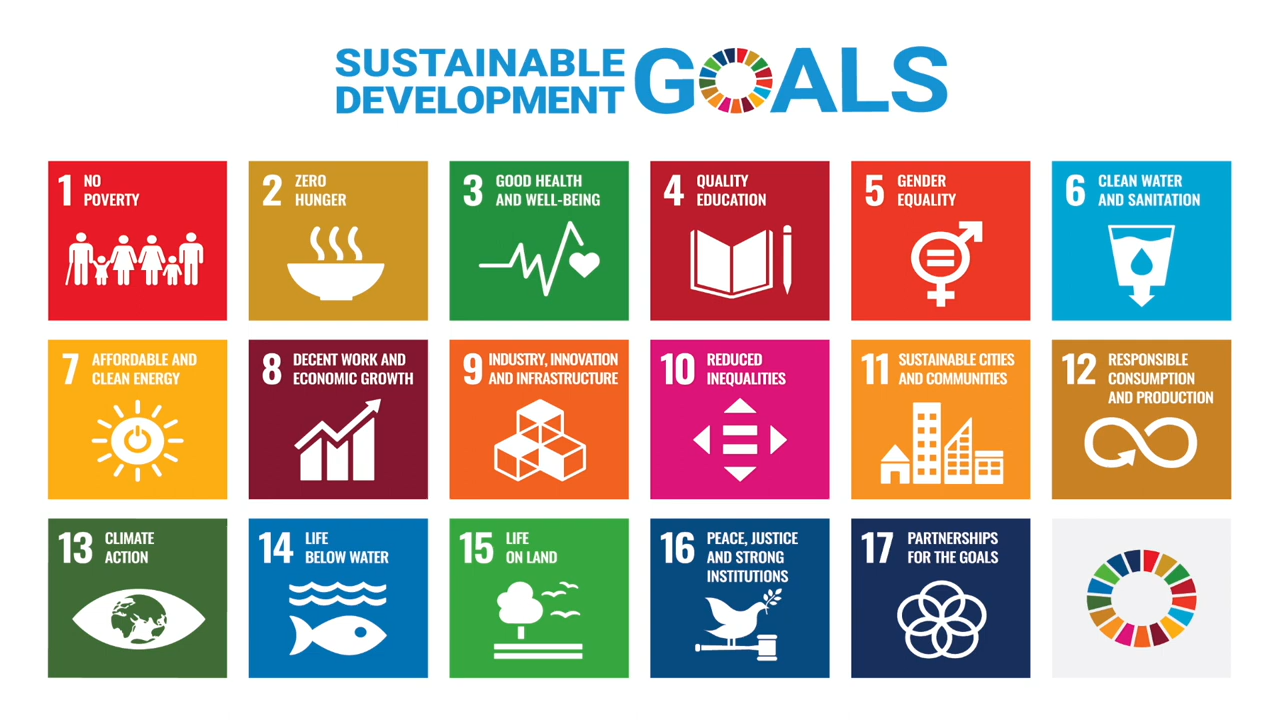 SUSTAINABLE
DEVELOPMENT
GOALS
1 NO
POVERTY
2 ZERO
HUNGER
3 GOOD HEALTH
AND WELL-BEING
4 QUALITY
EDUCATION
5 GENDER
EQUALITY
6 CLEAN WATER
AND SANITATION
7 AFFORDABLE AND
CLEAN ENERGY
8 DECENT WORK AND
ECONOMIC GROWTH
9 INDUSTRY, INNOVATION
AND INFRASTRUCTURE
10 REDUCED
INEQUALITIES
11 SUSTAINABLE CITIES
AND COMMUNITIES
12 RESPONSIBLE
CONSUMPTION
AND PRODUCTION
13 CLIMATE
ACTION
14 LIFE
BELOW WATER
15 LIFE
ON LAND
16 PEACE, JUSTICE
AND STRONG
INSTITUTIONS
17 PARTNERSHIPS
FOR THE GOALS